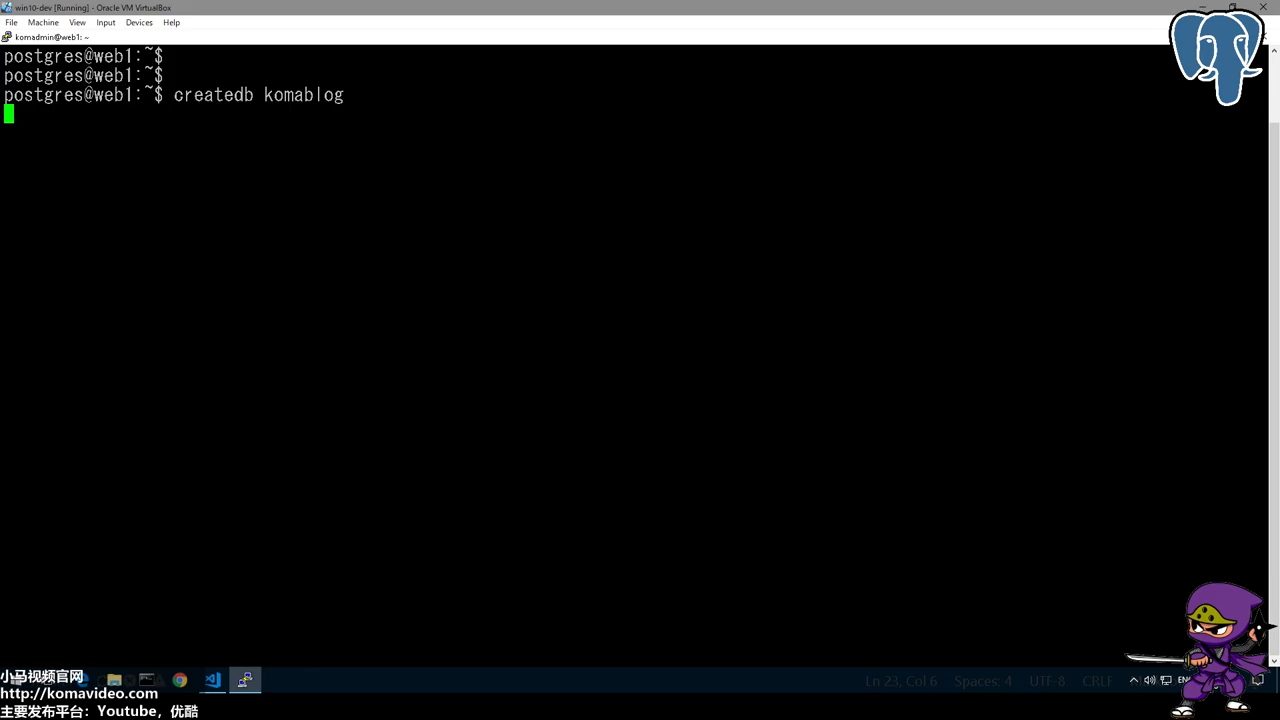 win10-dev [Running] - Oracle VM VirtualBox
File Machine View Input Devices Help
komadmin@web1: ~
postgres@web1:~$
postgres@web1:~$
postgres@web1:~$ createdb komablog
小马视频官网
http://komavideo.com
主要发布平台：Youtube，优酷
Ln 23, Col 6 Spaces: 4 UTF-8 CRLF